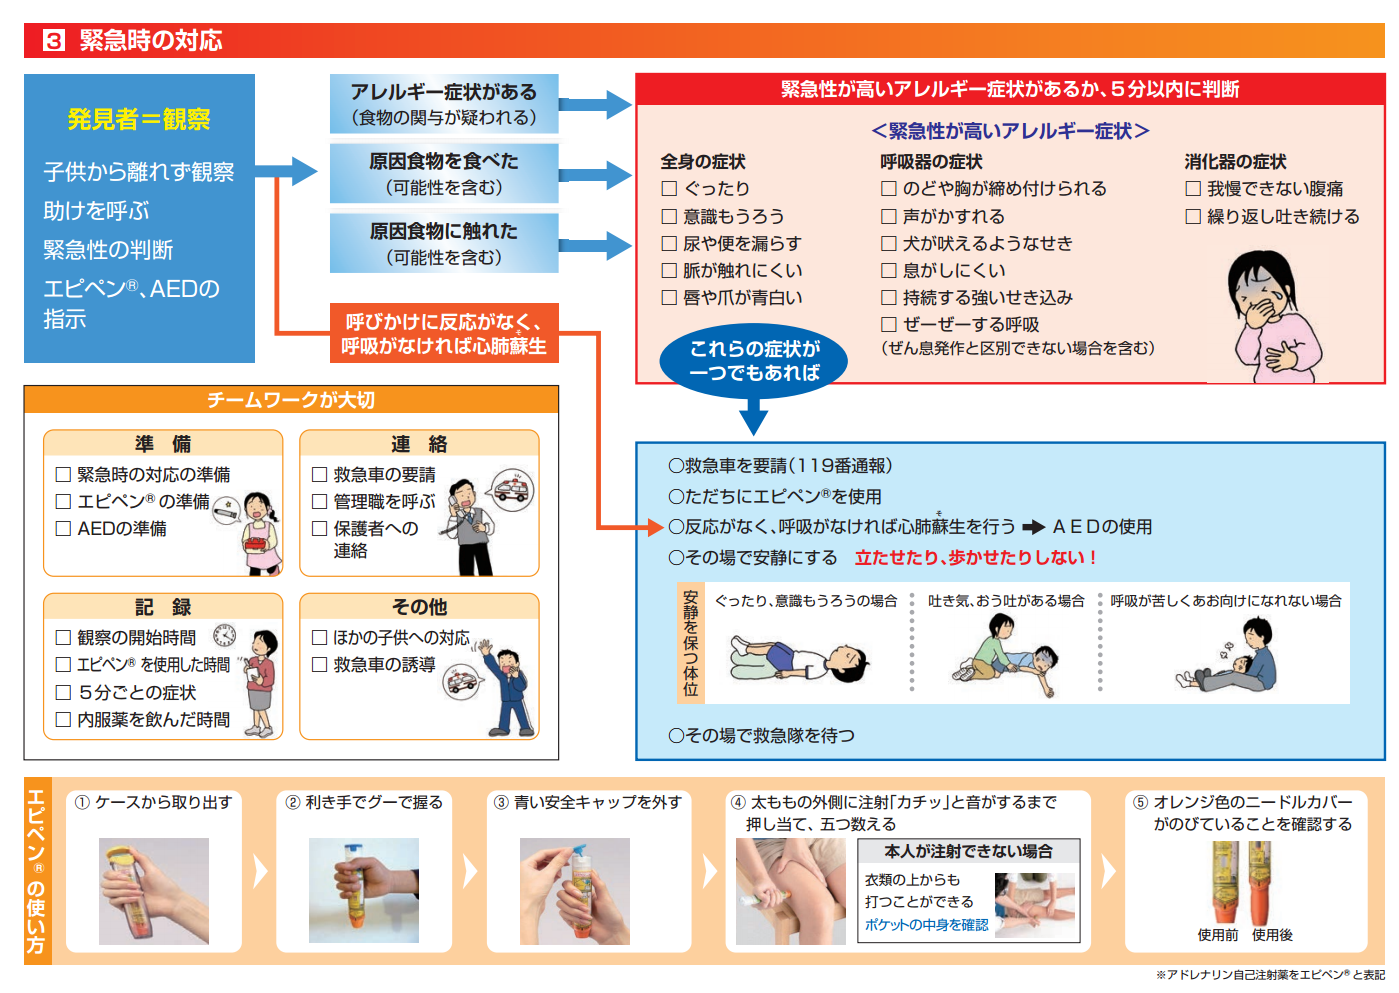 3 緊急時の対応
発見者＝観察
子供から離れず観察
助けを呼ぶ
緊急性の判断
エピペン®、AEDの
指示
アレルギー症状がある
（食物の関与が疑われる）
原因食物を食べた
（可能性を含む）
原因食物に触れた
（可能性を含む）
呼びかけに反応がなく、
呼吸がなければ心肺蘇生
そ
緊急性が高いアレルギー症状があるか、５分以内に判断
＜緊急性が高いアレルギー症状＞
全身の症状
□ ぐったり
□ 意識もうろう
□ 尿や便を漏らす
□ 脈が触れにくい
□ 唇や爪が青白い
呼吸器の症状
□ のどや胸が締め付けられる
□ 声がかすれる
□ 犬が吠えるようなせき
□ 息がしにくい
□ 持続する強いせき込み
□ ぜーぜーする呼吸
（ぜん息発作と区別できない場合を含む）
消化器の症状
□ 我慢できない腹痛
□ 繰り返し吐き続ける
これらの症状が
一つでもあれば
チームワークが大切
準　備
□ 緊急時の対応の準備
□ エピペン®の準備
□ AEDの準備
連　絡
□ 救急車の要請
□ 管理職を呼ぶ
□ 保護者への
連絡
記　録
□ 観察の開始時間
□ エピペン®を使用した時間
□ ５分ごとの症状
□ 内服薬を飲んだ時間
その他
□ ほかの子供への対応
□ 救急車の誘導
○救急車を要請（119番通報）
○ただちにエピペン®を使用
そ
○反応がなく、呼吸がなければ心肺蘇生を行う ➡ ＡＥＤの使用
○その場で安静にする　立たせたり、歩かせたりしない！
安静を保つ体位
ぐったり、意識もうろうの場合
吐き気、おう吐がある場合
呼吸が苦しくあお向けになれない場合
○その場で救急隊を待つ
エピペン®の使い方
① ケースから取り出す
② 利き手でグーで握る
③ 青い安全キャップを外す
④ 太ももの外側に注射「カチッ」と音がするまで
押し当て、五つ数える
本人が注射できない場合
衣類の上からも
打つことができる
ポケットの中身を確認
⑤ オレンジ色のニードルカバー
がのびていることを確認する
使用前　使用後
※アドレナリン自己注射薬をエピペン®と表記